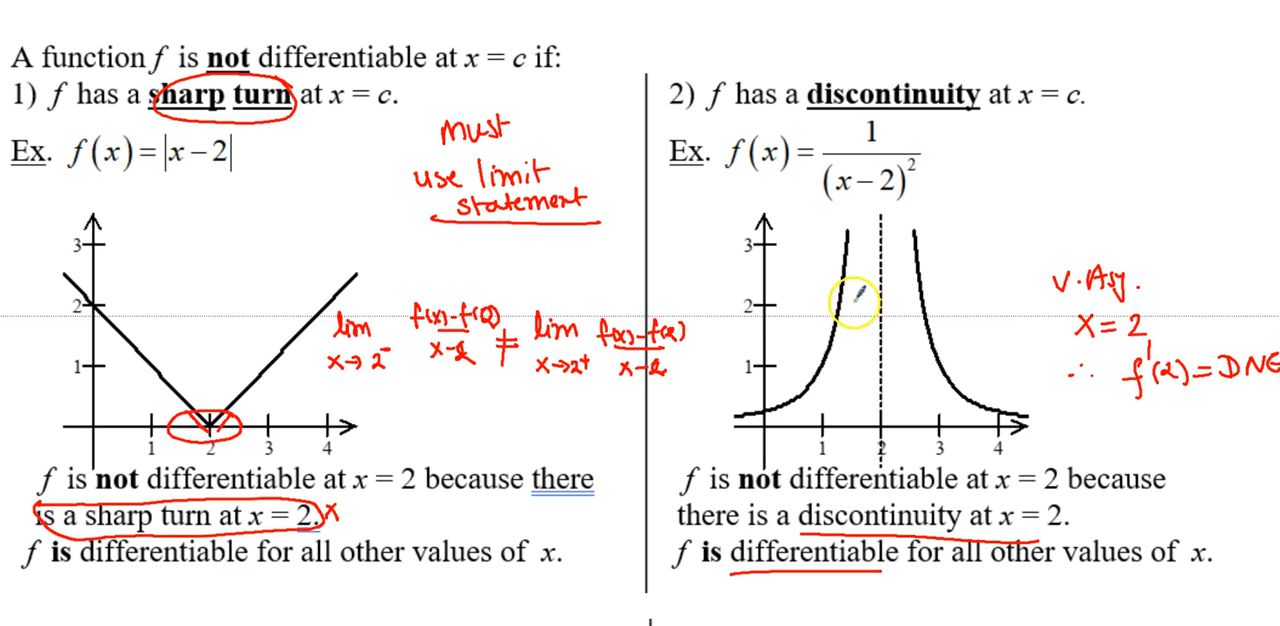 A function f is not differentiable at x = c if:
1) f has a sharp turn at x = c.
Ex. f(x) = |x − 2|
must
use limit
statement
3
2
1
1 2 3 4
lim x→2⁻ f(x)-f(2) / x-2 ≠ lim x→2⁺ f(x)-f(2) / x-2
f is not differentiable at x = 2 because there
is a sharp turn at x = 2. x
f is differentiable for all other values of x.
2) f has a discontinuity at x = c.
Ex. f(x) = 1 / (x − 2)²
3
2
1
1 2 3 4
V. Asy.
x = 2
∴ f'(2) = DNE
f is not differentiable at x = 2 because
there is a discontinuity at x = 2.
f is differentiable for all other values of x.